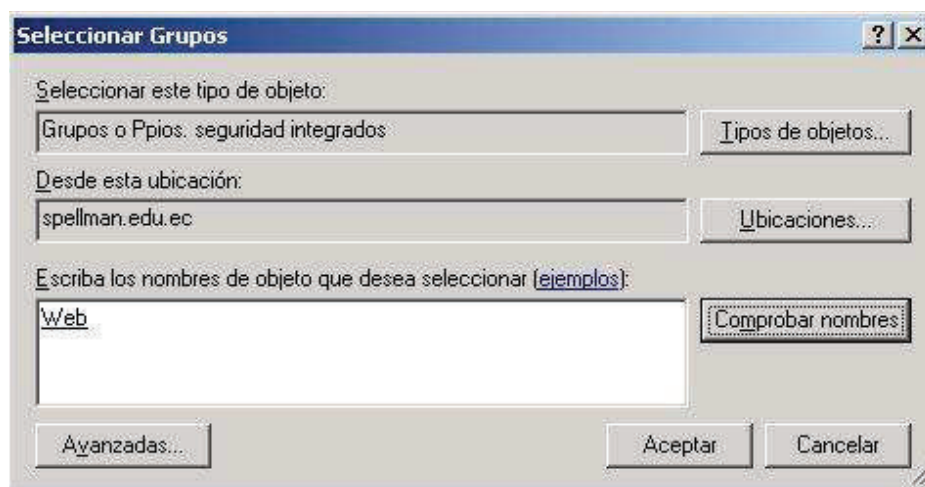 Seleccionar Grupos
Seleccionar este tipo de objeto:
Grupos o Ppios. seguridad integrados
Tipos de objetos...
Desde esta ubicación:
spellman.edu.ec
Ubicaciones...
Escriba los nombres de objeto que desea seleccionar (ejemplos):
Web
Comprobar nombres
Avanzadas...
Aceptar
Cancelar